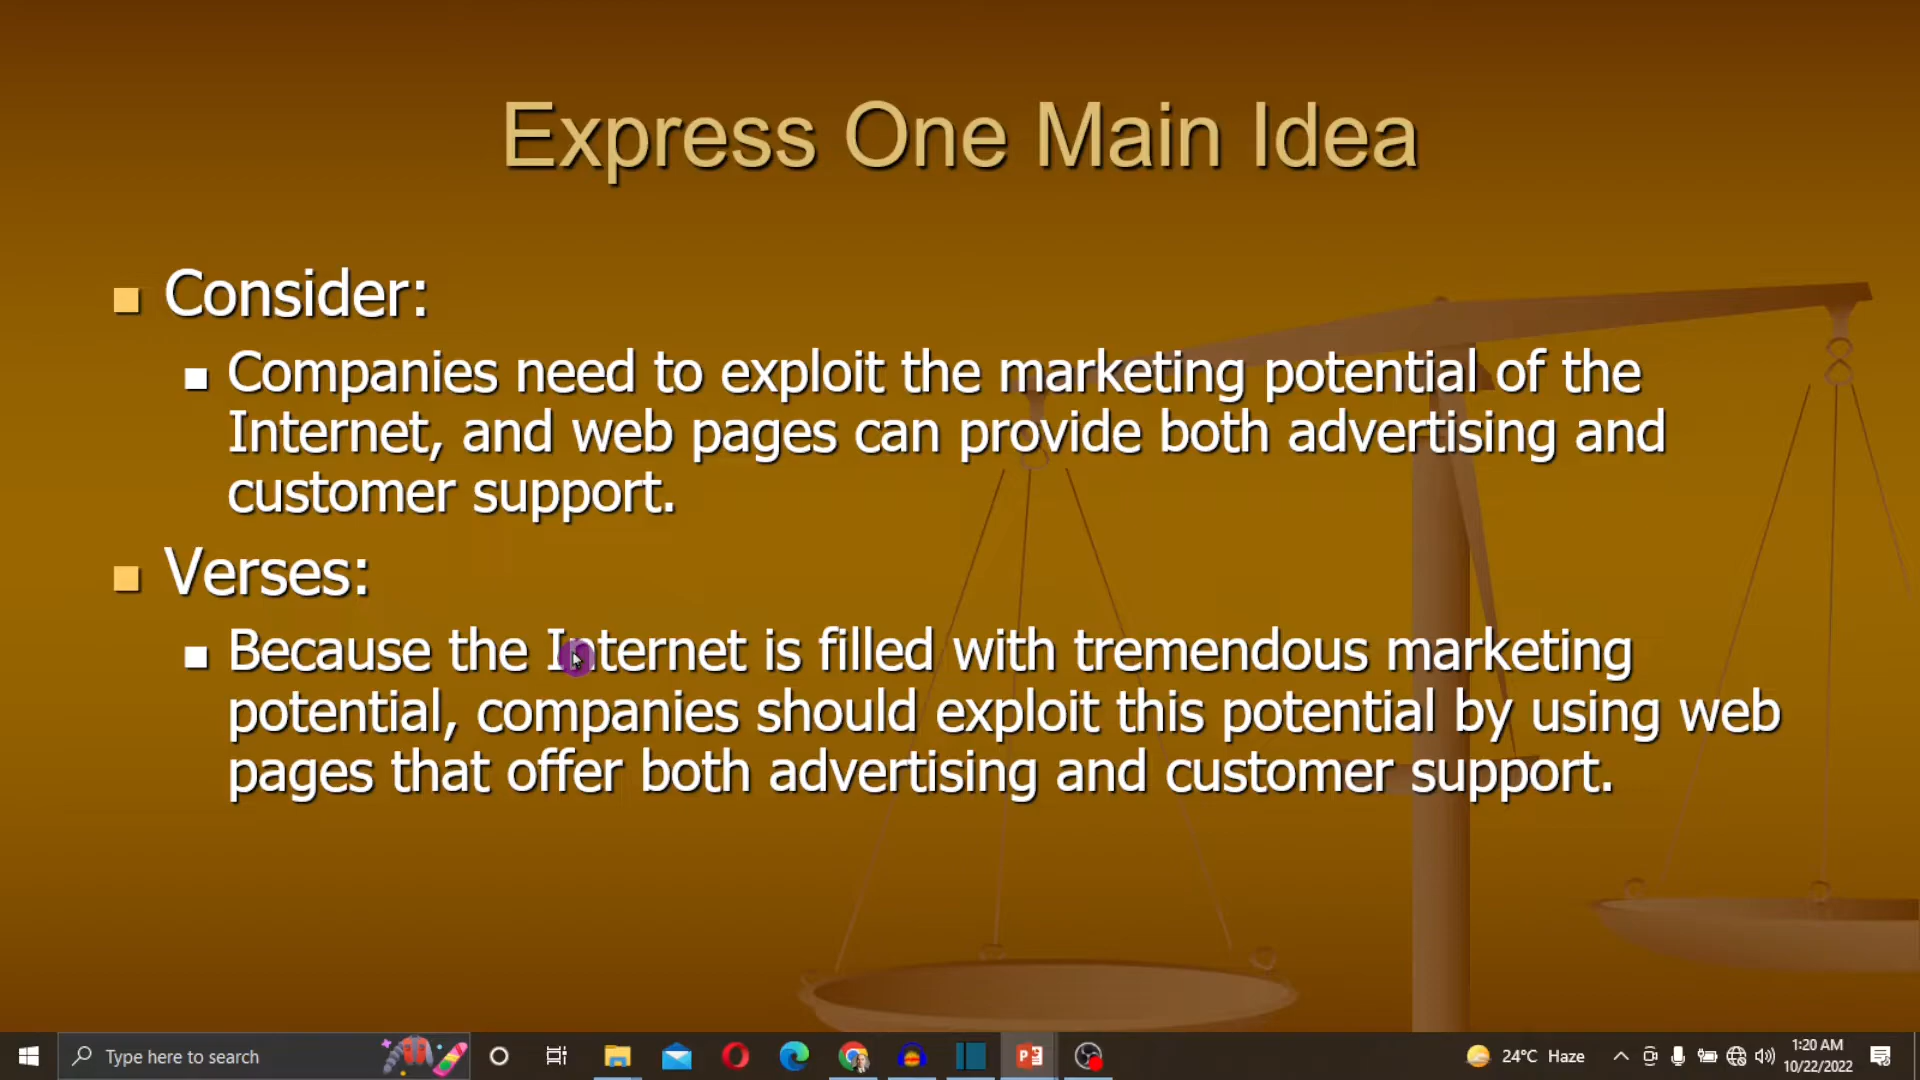 Express One Main Idea
Consider:
Companies need to exploit the marketing potential of the
Internet, and web pages can provide both advertising and
customer support.
Verses:
Because the Internet is filled with tremendous marketing
potential, companies should exploit this potential by using web
pages that offer both advertising and customer support.
Type here to search
24°C Haze
1:20 AM
10/22/2022